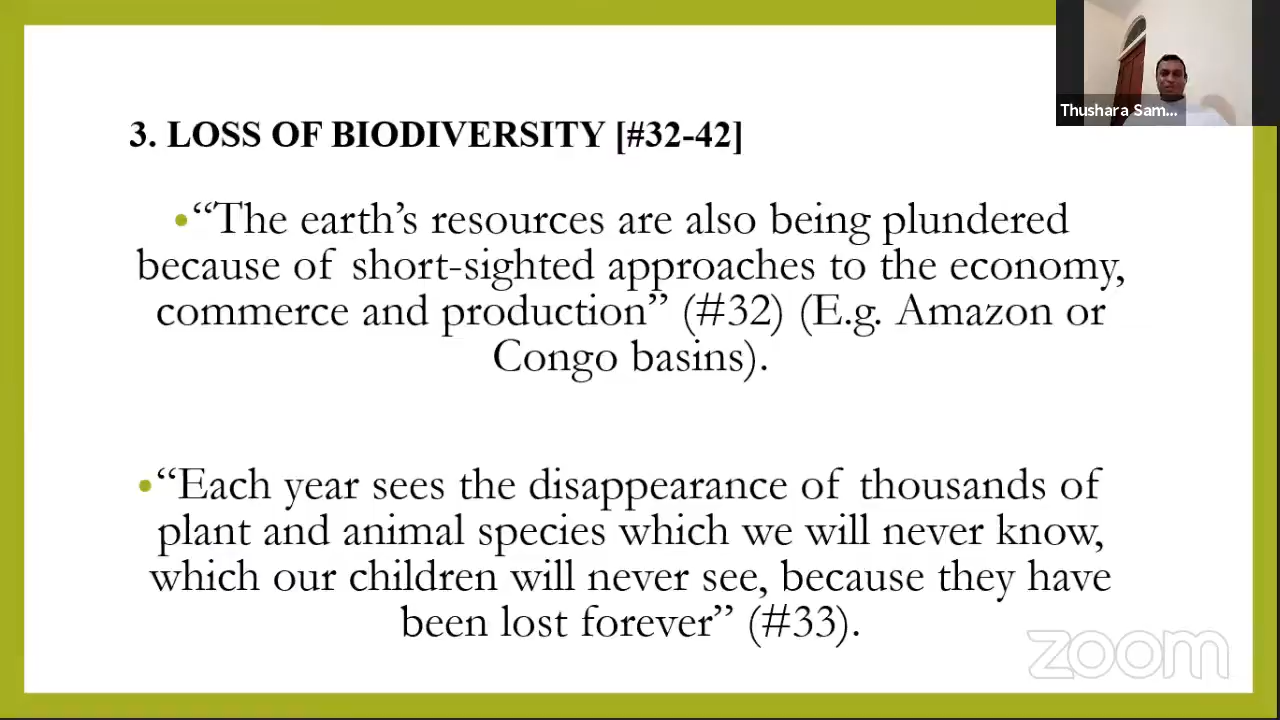 Thushara Sam...
3. LOSS OF BIODIVERSITY [#32-42]
•“The earth’s resources are also being plundered
because of short-sighted approaches to the economy,
commerce and production” (#32) (E.g. Amazon or
Congo basins).
•“Each year sees the disappearance of thousands of
plant and animal species which we will never know,
which our children will never see, because they have
been lost forever” (#33).
zoom